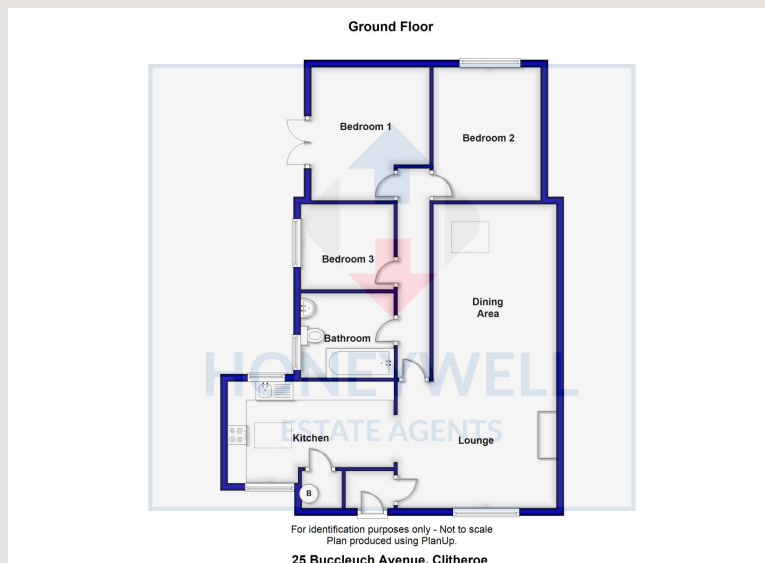 Ground Floor
Bedroom 1
Bedroom 2
Bedroom 3
Dining
Area
Bathroom
HONEYWELL
ESTATE AGENTS
Kitchen
Lounge
B
For identification purposes only - Not to scale
Plan produced using PlanUp.
25 Buccleuch Avenue, Clitheroe